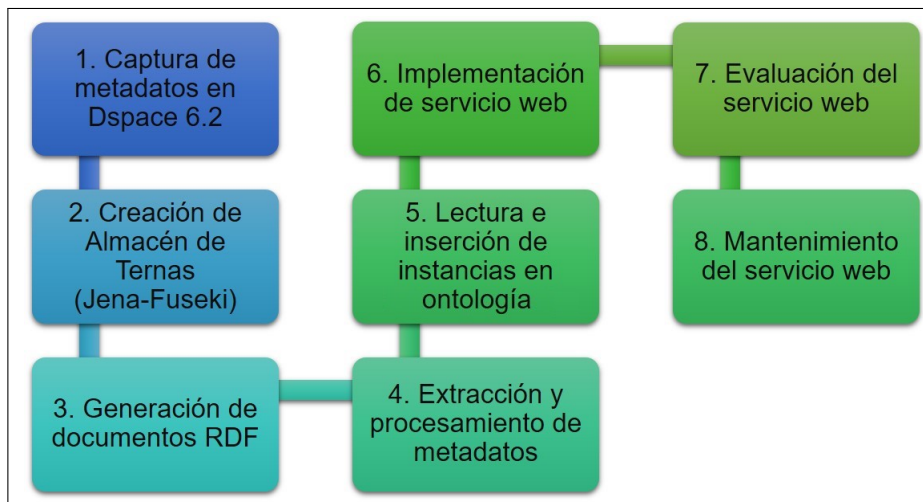 1. Captura de
metadatos en
Dspace 6.2
2. Creación de
Almacén de
Ternas
(Jena-Fuseki)
3. Generación de
documentos RDF
4. Extracción y
procesamiento de
metadatos
5. Lectura e
inserción de
instancias en
ontología
6. Implementación
de servicio web
7. Evaluación del
servicio web
8. Mantenimiento
del servicio web